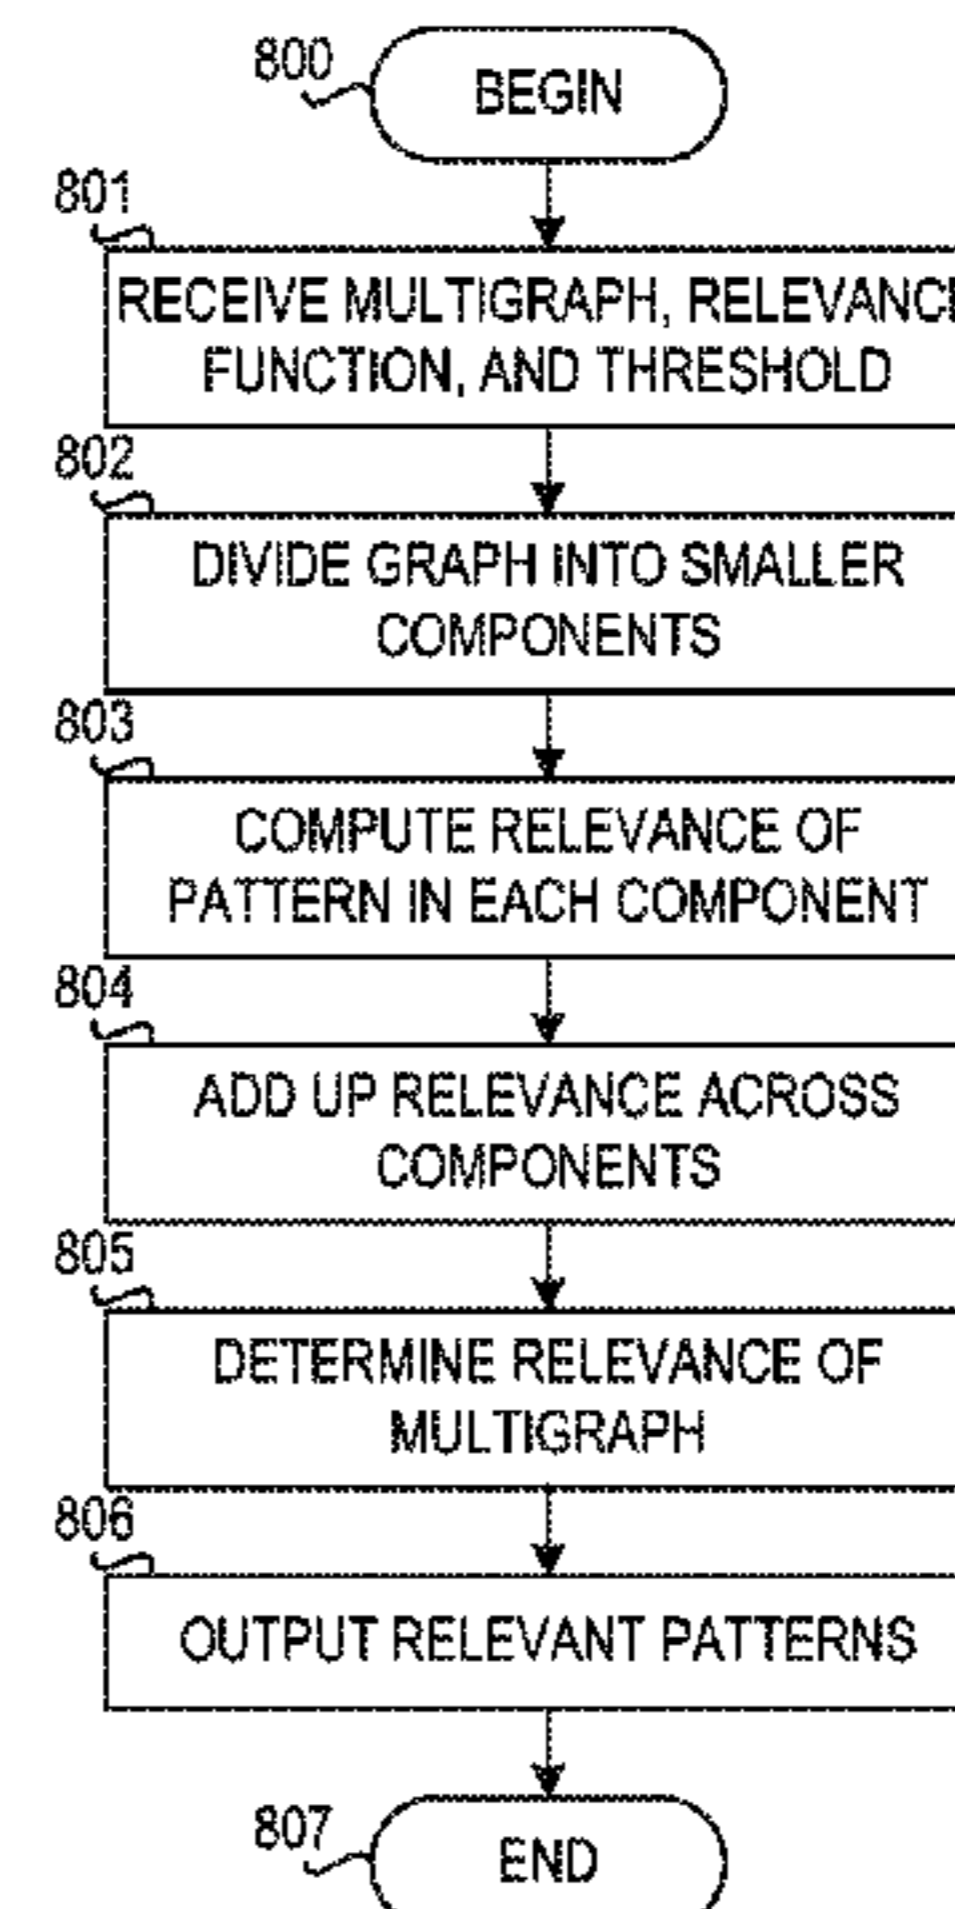 800
BEGIN
801
RECEIVE MULTIGRAPH, RELEVANCE
FUNCTION, AND THRESHOLD
802
DIVIDE GRAPH INTO SMALLER
COMPONENTS
803
COMPUTE RELEVANCE OF
PATTERN IN EACH COMPONENT
804
ADD UP RELEVANCE ACROSS
COMPONENTS
805
DETERMINE RELEVANCE OF
MULTIGRAPH
806
OUTPUT RELEVANT PATTERNS
807
END